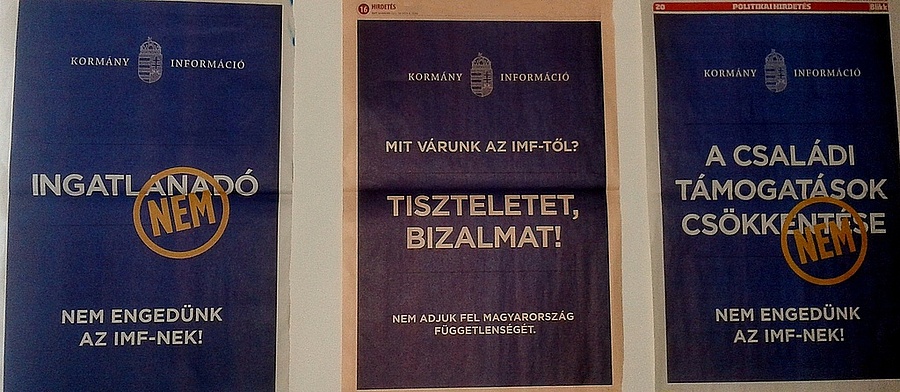 KORMÁNY INFORMÁCIÓ
INGATLANADÓ
NEM
NEM ENGEDÜNK
AZ IMF-NEK!
16 HIRDETÉS
KORMÁNY INFORMÁCIÓ
MIT VÁRUNK AZ IMF-TŐL?
TISZTELETET,
BIZALMAT!
NEM ADJUK FEL MAGYARORSZÁG
FÜGGETLENSÉGÉT.
20 POLITIKAI HIRDETÉS Blikk
KORMÁNY INFORMÁCIÓ
A CSALÁDI
TÁMOGATÁSOK
CSÖKKENTÉSE
NEM
NEM ENGEDÜNK
AZ IMF-NEK!